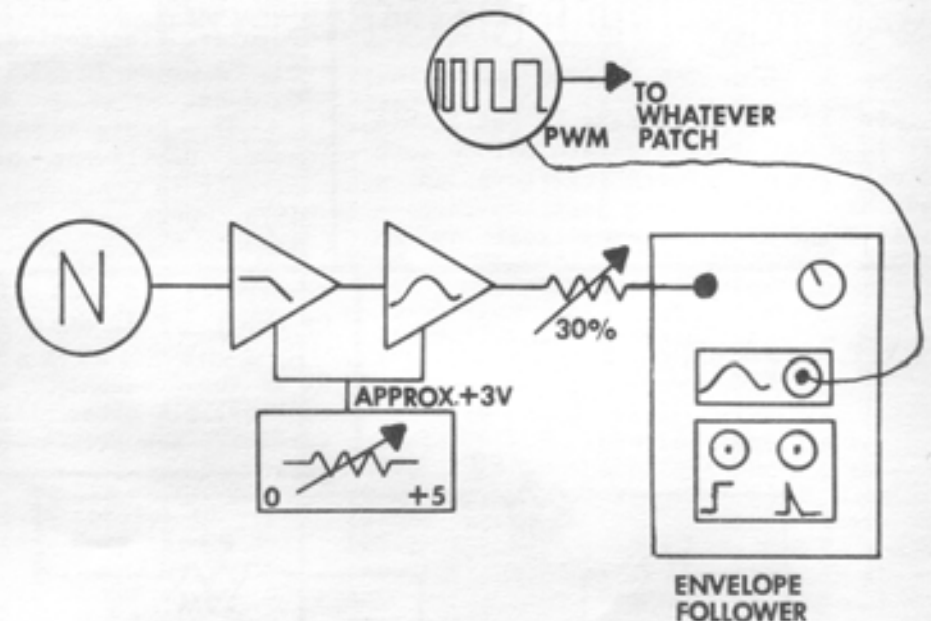 TO
WHATEVER
PWM PATCH
N
30%
APPROX.+3V
0 +5
ENVELOPE
FOLLOWER